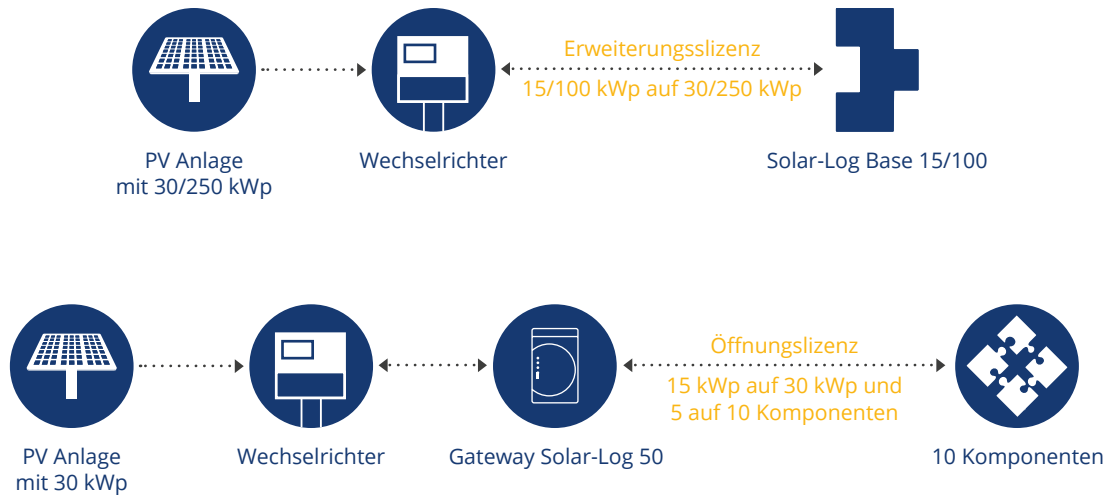 Erweiterungslizenz
15/100 kWp auf 30/250 kWp
PV Anlage
mit 30/250 kWp
Wechselrichter
Solar-Log Base 15/100
Öffnungslizenz
15 kWp auf 30 kWp und
5 auf 10 Komponenten
PV Anlage
mit 30 kWp
Wechselrichter
Gateway Solar-Log 50
10 Komponenten